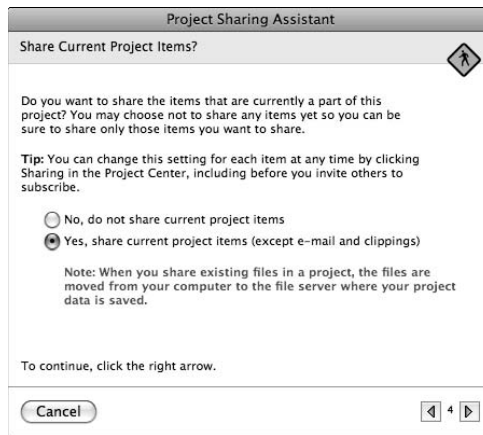 Project Sharing Assistant
Share Current Project Items?
Do you want to share the items that are currently a part of this
project? You may choose not to share any items yet so you can be
sure to share only those items you want to share.
Tip: You can change this setting for each item at any time by clicking
Sharing in the Project Center, including before you invite others to
subscribe.
No, do not share current project items
Yes, share current project items (except e-mail and clippings)
Note: When you share existing files in a project, the files are
moved from your computer to the file server where your project
data is saved.
To continue, click the right arrow.
Cancel
4